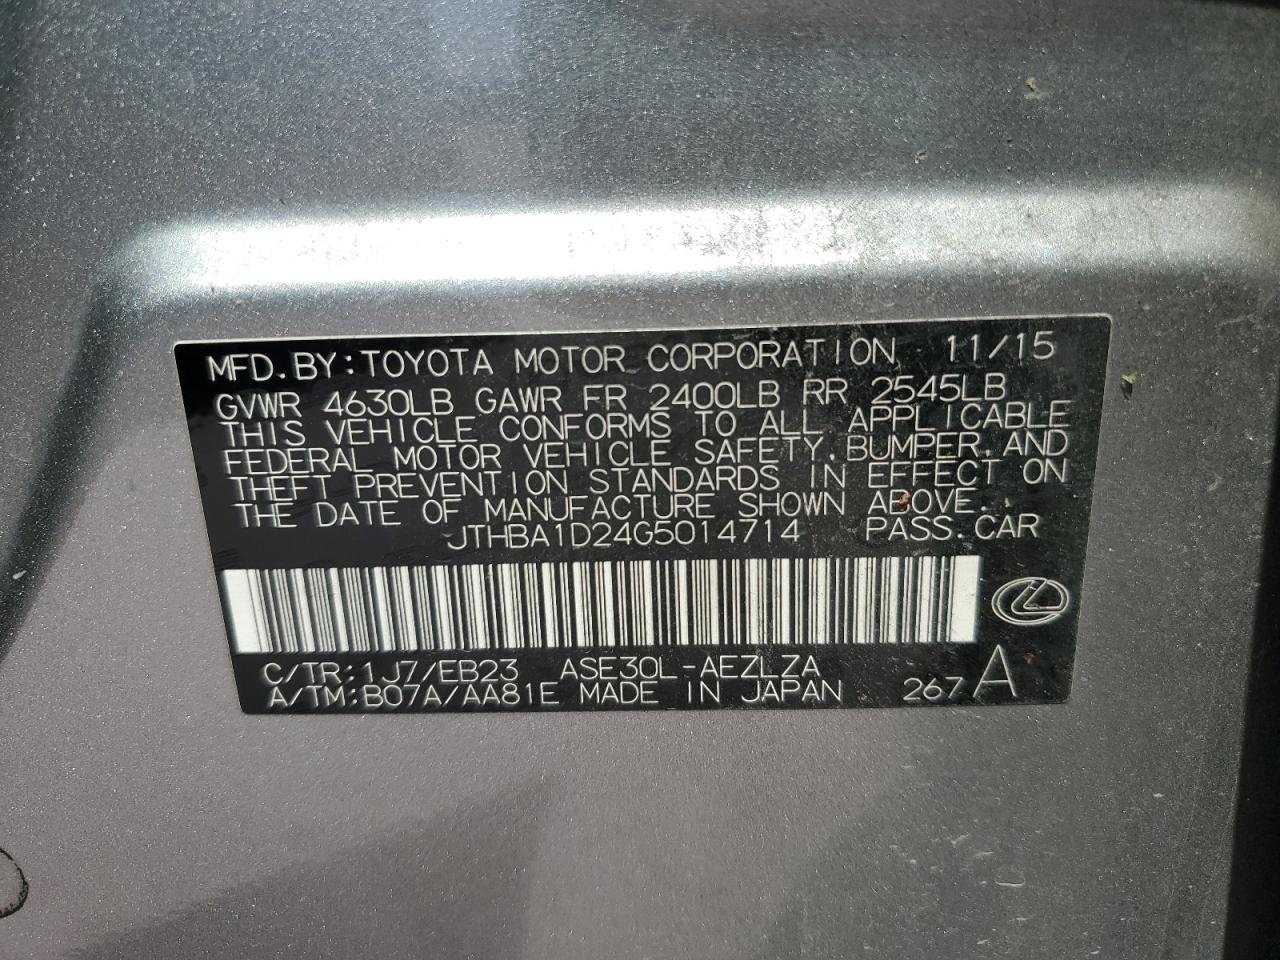 MFD. BY: TOYOTA MOTOR CORPORATION 11/15
GVWR 4630LB GAWR FR 2400LB RR 2545LB
THIS VEHICLE CONFORMS TO ALL APPLICABLE
FEDERAL MOTOR VEHICLE SAFETY, BUMPER, AND
THEFT PREVENTION STANDARDS IN EFFECT ON
THE DATE OF MANUFACTURE SHOWN ABOVE.
JTHBA1D24G5014714 PASS. CAR
C/TR: 1J7/EB23 ASE30L-AEZLZA
A/TM: B07A/AA81E MADE IN JAPAN 267 A